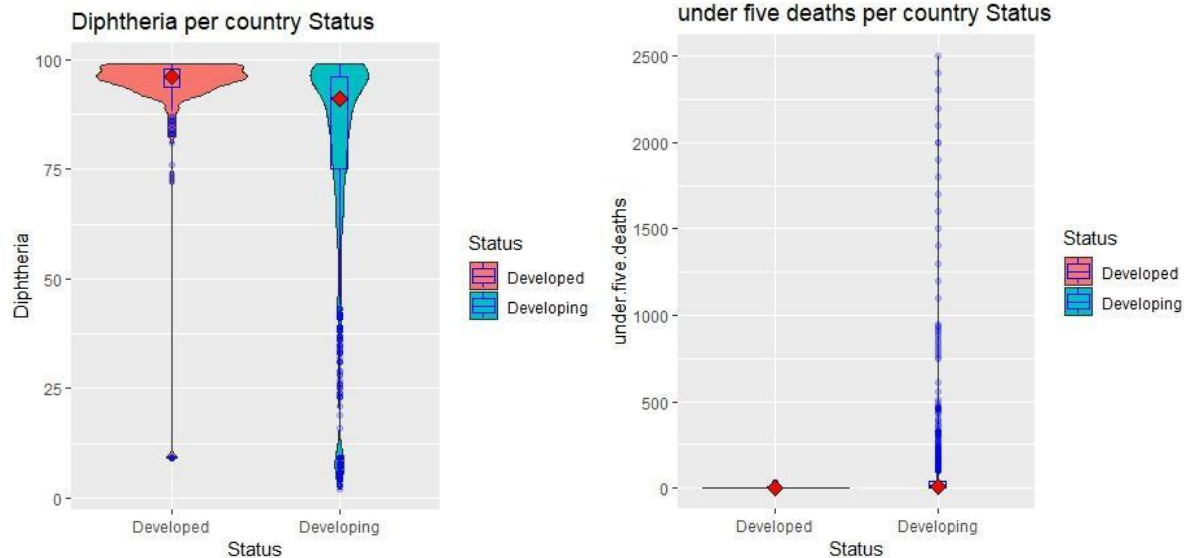 Diphtheria per country Status
100
75
50
25
0
Diphtheria
Developed
Developing
Status
Status
Developed
Developing
under five deaths per country Status
2500
2000
1500
1000
500
0
under.five.deaths
Developed
Developing
Status
Status
Developed
Developing